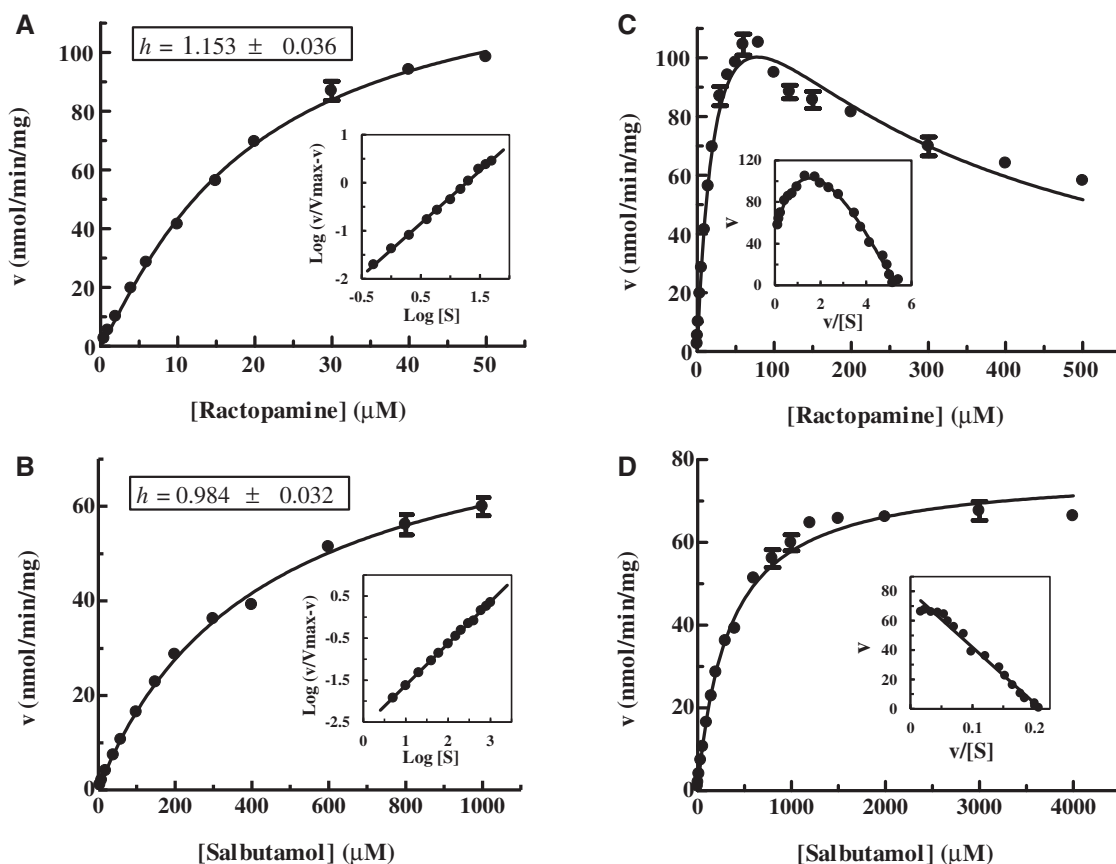 A
h = 1.153 ± 0.036
v (nmol/min/mg)
120
100
80
60
40
20
0
0 10 20 30 40 50
[Ractopamine] (μM)
Log (v/Vmax-v)
1
0
-1
-2
-0.5 0.5 1.5
Log [S]
C
v (nmol/min/mg)
120
100
80
60
40
20
0
0 100 200 300 400 500
[Ractopamine] (μM)
v
120
80
40
0
0 2 4 6
v/[S]
B
h = 0.984 ± 0.032
v (nmol/min/mg)
60
40
20
0
0 200 400 600 800 1000
[Salbutamol] (μM)
Log (v/Vmax-v)
0.5
-0.5
-1.5
-2.5
0 1 2 3
Log [S]
D
v (nmol/min/mg)
80
60
40
20
0
0 1000 2000 3000 4000
[Salbutamol] (μM)
v
80
60
40
20
0
0 0.1 0.2
v/[S]